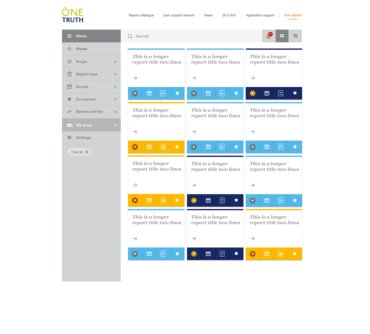 ONE
TRUTH
Report catalogue
User support network
News
BI in BAT
Application support
Menu
Search
Home
Scope
Report type
Events
Favourites
Recent activity
My team
Settings
Clear all
This is a longer
report title two lines
This is a longer
report title two lines
This is a longer
report title two lines
This is a longer
report title two lines
This is a longer
report title two lines
This is a longer
report title two lines
This is a longer
report title two lines
This is a longer
report title two lines
This is a longer
report title two lines
This is a longer
report title two lines
This is a longer
report title two lines
This is a longer
report title two lines